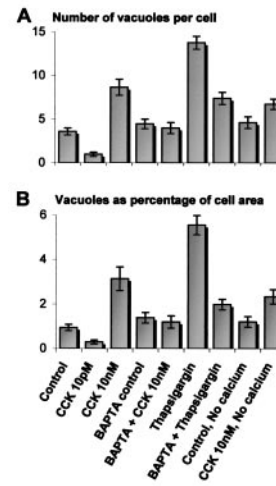 A Number of vacuoles per cell
15
10
5
0
B Vacuoles as percentage of cell area
6
4
2
0
Control
CCK 10pM
CCK 10nM
BAPTA control
BAPTA + CCK 10nM
Thapsigargin
BAPTA + Thapsigargin
Control, No calcium
CCK 10nM, No calcium